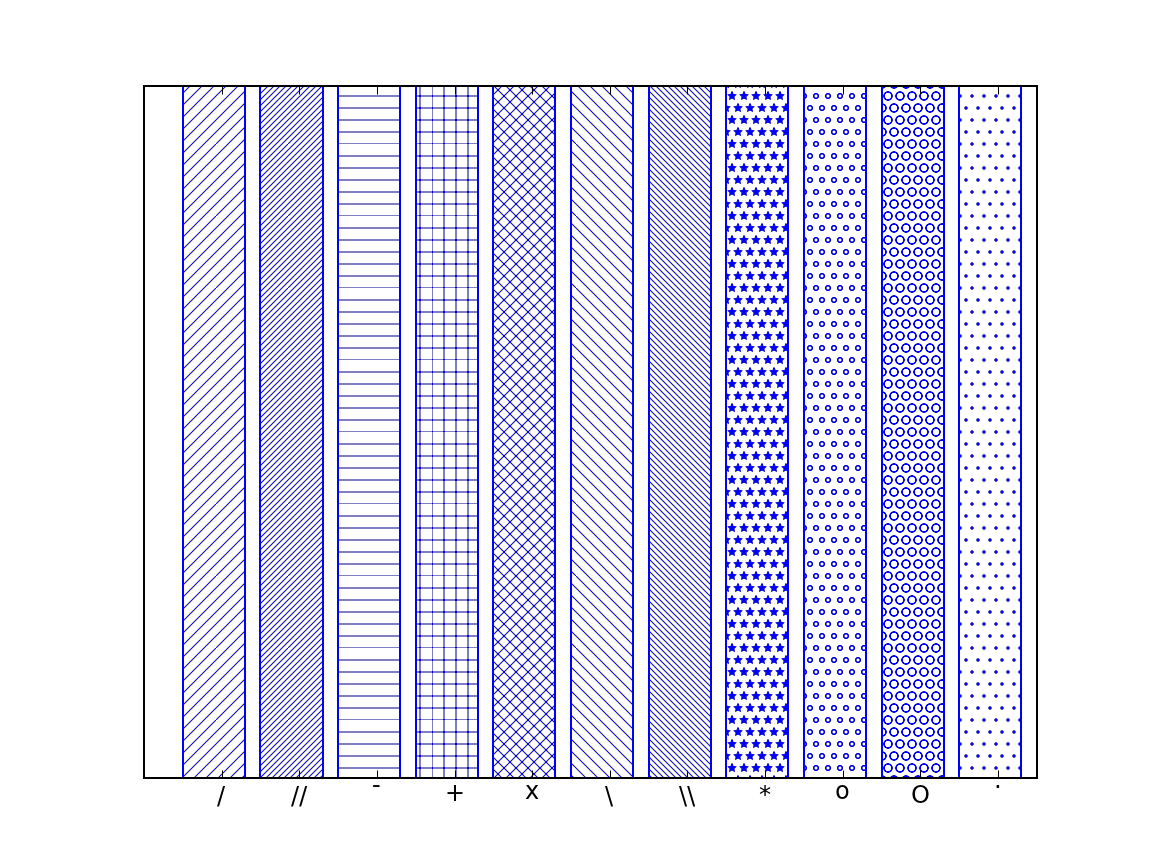 / // - + x \ \\ * o O .